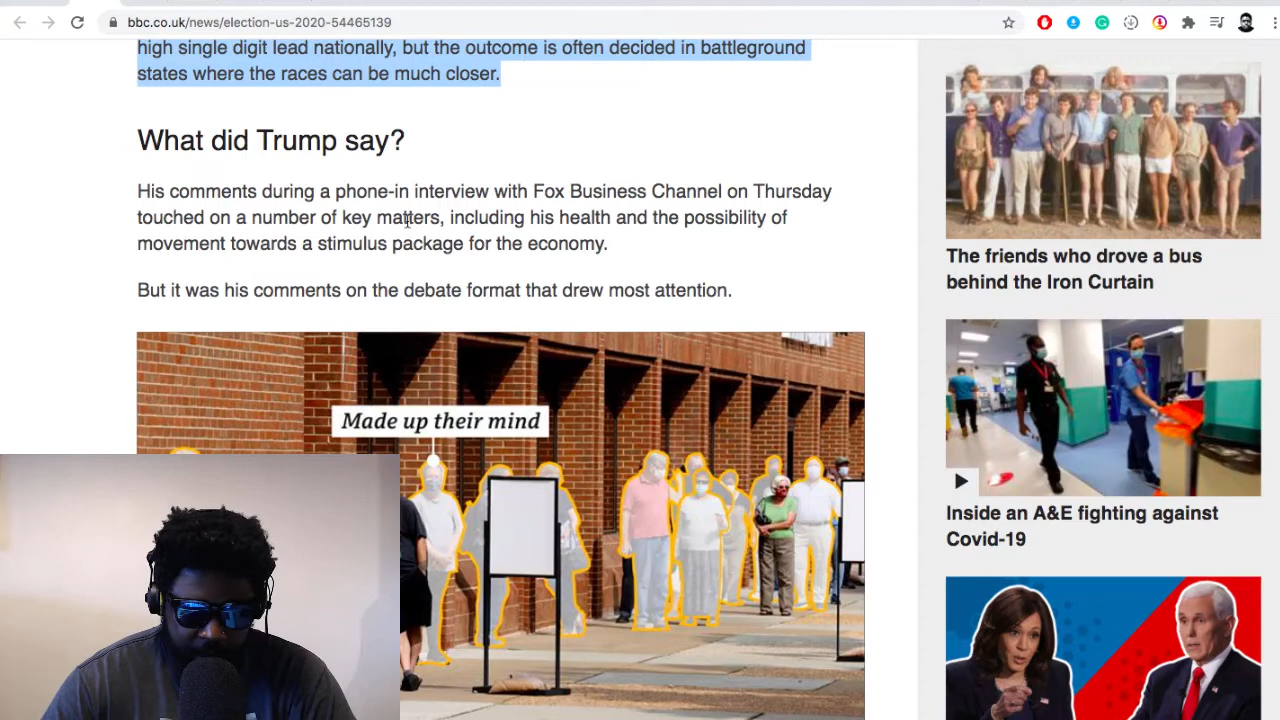 bbc.co.uk/news/election-us-2020-54465139
high single digit lead nationally, but the outcome is often decided in battleground
states where the races can be much closer.
What did Trump say?
His comments during a phone-in interview with Fox Business Channel on Thursday
touched on a number of key matters, including his health and the possibility of
movement towards a stimulus package for the economy.
But it was his comments on the debate format that drew most attention.
Made up their mind
The friends who drove a bus
behind the Iron Curtain
Inside an A&E fighting against
Covid-19